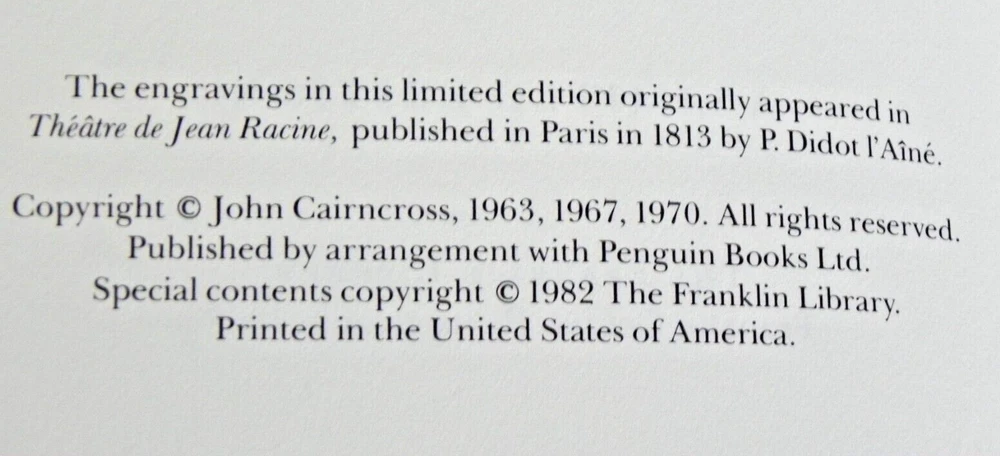 The engravings in this limited edition originally appeared in
Théâtre de Jean Racine, published in Paris in 1813 by P. Didot l'Aîné.
Copyright © John Cairncross, 1963, 1967, 1970. All rights reserved.
Published by arrangement with Penguin Books Ltd.
Special contents copyright © 1982 The Franklin Library.
Printed in the United States of America.